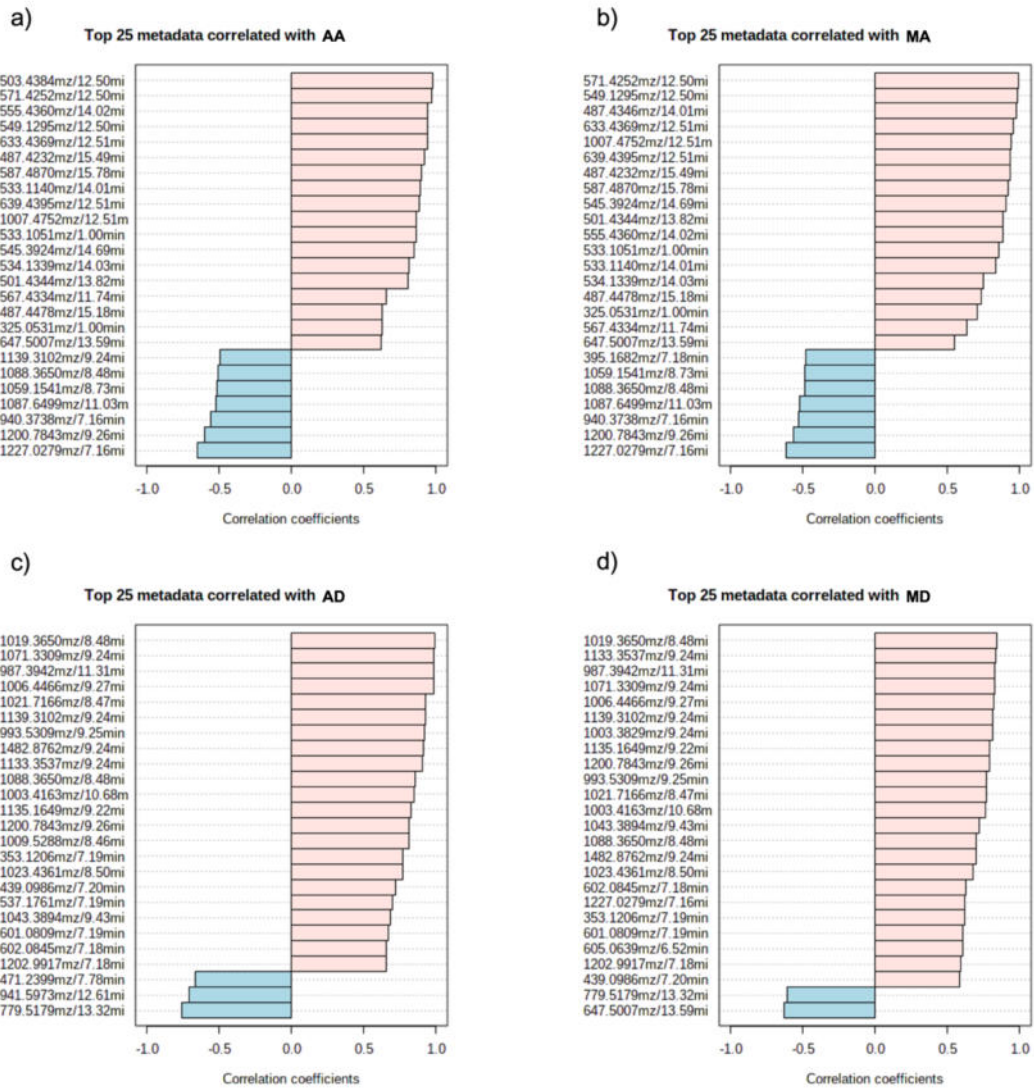 a)
Top 25 metadata correlated with AA
503.4384mz/12.50mi
571.4252mz/12.50mi
555.4360mz/14.02mi
549.1295mz/12.50mi
633.4369mz/12.51mi
487.4232mz/15.49mi
587.4870mz/15.78mi
533.1140mz/14.01mi
639.4395mz/12.51mi
1007.4752mz/12.51m
533.1051mz/1.00min
545.3924mz/14.69mi
534.1339mz/14.03mi
501.4344mz/13.82mi
567.4334mz/11.74mi
487.4478mz/15.18mi
325.0531mz/1.00min
647.5007mz/13.59mi
1139.3102mz/9.24mi
1088.3650mz/8.48mi
1059.1541mz/8.73mi
1087.6499mz/11.03m
940.3738mz/7.16min
1200.7843mz/9.26mi
1227.0279mz/7.16mi
-1.0 -0.5 0.0 0.5 1.0
Correlation coefficients
b)
Top 25 metadata correlated with MA
571.4252mz/12.50mi
549.1295mz/12.50mi
487.4346mz/14.01mi
633.4369mz/12.51mi
1007.4752mz/12.51m
639.4395mz/12.51mi
487.4232mz/15.49mi
587.4870mz/15.78mi
545.3924mz/14.69mi
501.4344mz/13.82mi
555.4360mz/14.02mi
533.1051mz/1.00min
533.1140mz/14.01mi
534.1339mz/14.03mi
487.4478mz/15.18mi
325.0531mz/1.00min
567.4334mz/11.74mi
647.5007mz/13.59mi
395.1682mz/7.18min
1059.1541mz/8.73mi
1088.3650mz/8.48mi
1087.6499mz/11.03m
940.3738mz/7.16min
1200.7843mz/9.26mi
1227.0279mz/7.16mi
-1.0 -0.5 0.0 0.5 1.0
Correlation coefficients
c)
Top 25 metadata correlated with AD
1019.3650mz/8.48mi
1071.3309mz/9.24mi
987.3942mz/11.31mi
1006.4466mz/9.27mi
1021.7166mz/8.47mi
1139.3102mz/9.24mi
993.5309mz/9.25min
1482.8762mz/9.24mi
1133.3537mz/9.24mi
1088.3650mz/8.48mi
1003.4163mz/10.68m
1135.1649mz/9.22mi
1200.7843mz/9.26mi
1009.5288mz/8.46mi
353.1206mz/7.19min
1023.4361mz/8.50mi
439.0986mz/7.20min
537.1761mz/7.19min
1043.3894mz/9.43mi
601.0809mz/7.19min
602.0845mz/7.18min
1202.9917mz/7.18mi
471.2399mz/7.78min
941.5973mz/12.61mi
779.5179mz/13.32mi
-1.0 -0.5 0.0 0.5 1.0
Correlation coefficients
d)
Top 25 metadata correlated with MD
1019.3650mz/8.48mi
1133.3537mz/9.24mi
987.3942mz/11.31mi
1071.3309mz/9.24mi
1006.4466mz/9.27mi
1139.3102mz/9.24mi
1003.3829mz/9.24mi
1135.1649mz/9.22mi
1200.7843mz/9.26mi
993.5309mz/9.25min
1021.7166mz/8.47mi
1003.4163mz/10.68m
1043.3894mz/9.43mi
1088.3650mz/8.48mi
1482.8762mz/9.24mi
1023.4361mz/8.50mi
602.0845mz/7.18min
1227.0279mz/7.16mi
353.1206mz/7.19min
601.0809mz/7.19min
605.0639mz/6.52min
1202.9917mz/7.18mi
439.0986mz/7.20min
779.5179mz/13.32mi
647.5007mz/13.59mi
-1.0 -0.5 0.0 0.5 1.0
Correlation coefficients